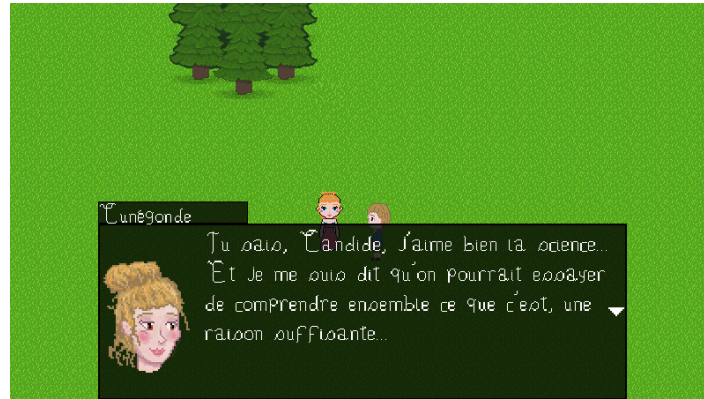 Cunégonde
Tu sais, Candide, j'aime bien la science...
Et je me suis dit qu'on pourrait essayer
de comprendre ensemble ce que c'est, une
raison suffisante...